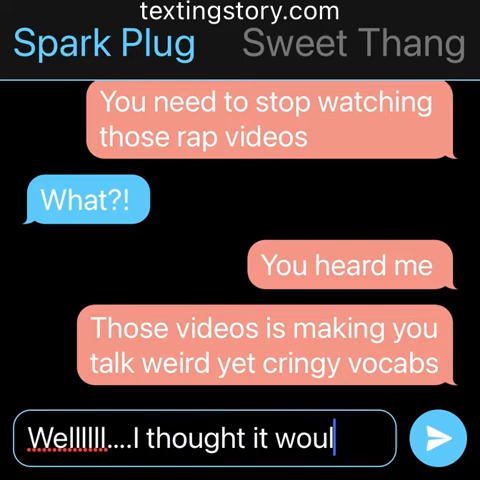 textingstory.com
Spark Plug Sweet Thang
You need to stop watching
those rap videos
What?!
You heard me
Those videos is making you
talk weird yet cringy vocabs
Wellllll....I thought it woul